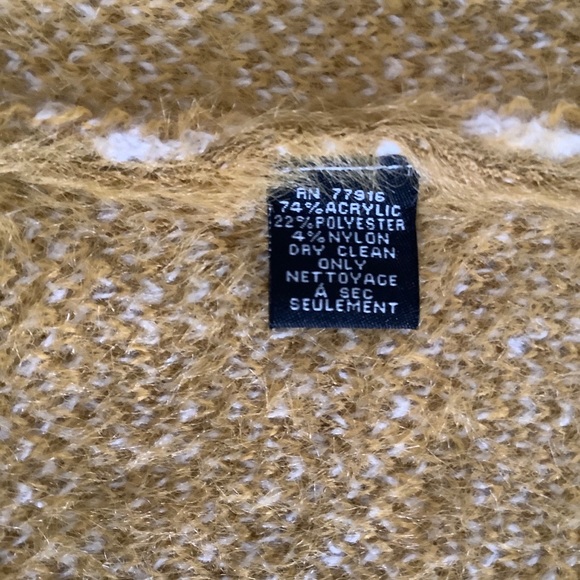 RN 77916
74% ACRYLIC
22% POLYESTER
4% NYLON
DRY CLEAN
ONLY
NETTOYAGE
Á SEC
SEULEMENT